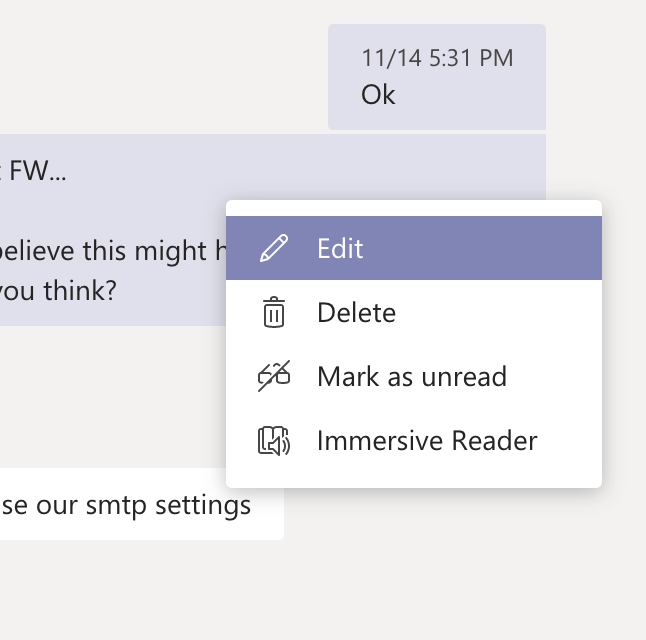 11/14 5:31 PM
Ok
FW...
believe this might
you think?
Edit
Delete
Mark as unread
Immersive Reader
se our smtp settings